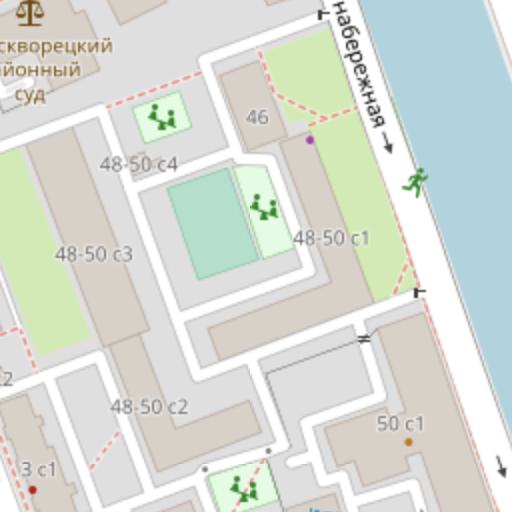 скворецкий
йонный
суд
набережная
46
48-50 с4
48-50 с1
48-50 с3
48-50 с2
50 с1
3 с1